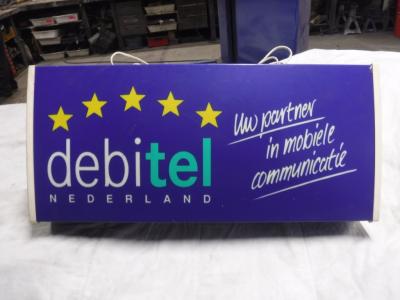 debitel
NEDERLAND
Uw partner
in mobiele
communicatie